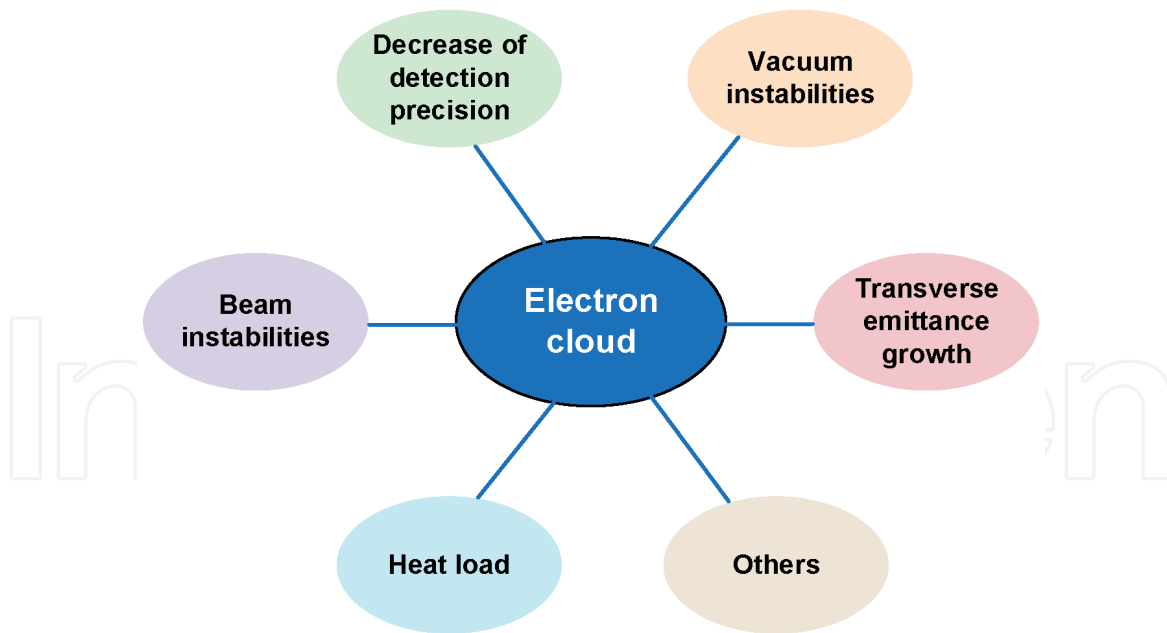 Decrease of
detection
precision
Vacuum
instabilities
Beam
instabilities
Electron
cloud
Transverse
emittance
growth
Heat load
Others